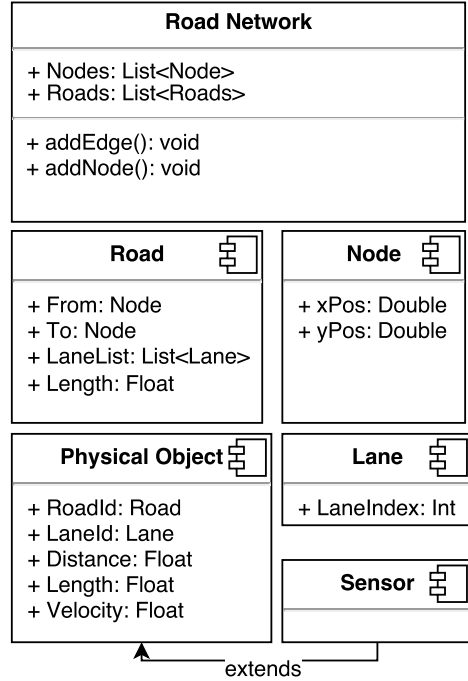 Road Network
+ Nodes: List<Node>
+ Roads: List<Roads>
+ addEdge(): void
+ addNode(): void
Road
+ From: Node
+ To: Node
+ LaneList: List<Lane>
+ Length: Float
Node
+ xPos: Double
+ yPos: Double
Physical Object
+ RoadId: Road
+ LaneId: Lane
+ Distance: Float
+ Length: Float
+ Velocity: Float
Lane
+ LaneIndex: Int
Sensor
extends